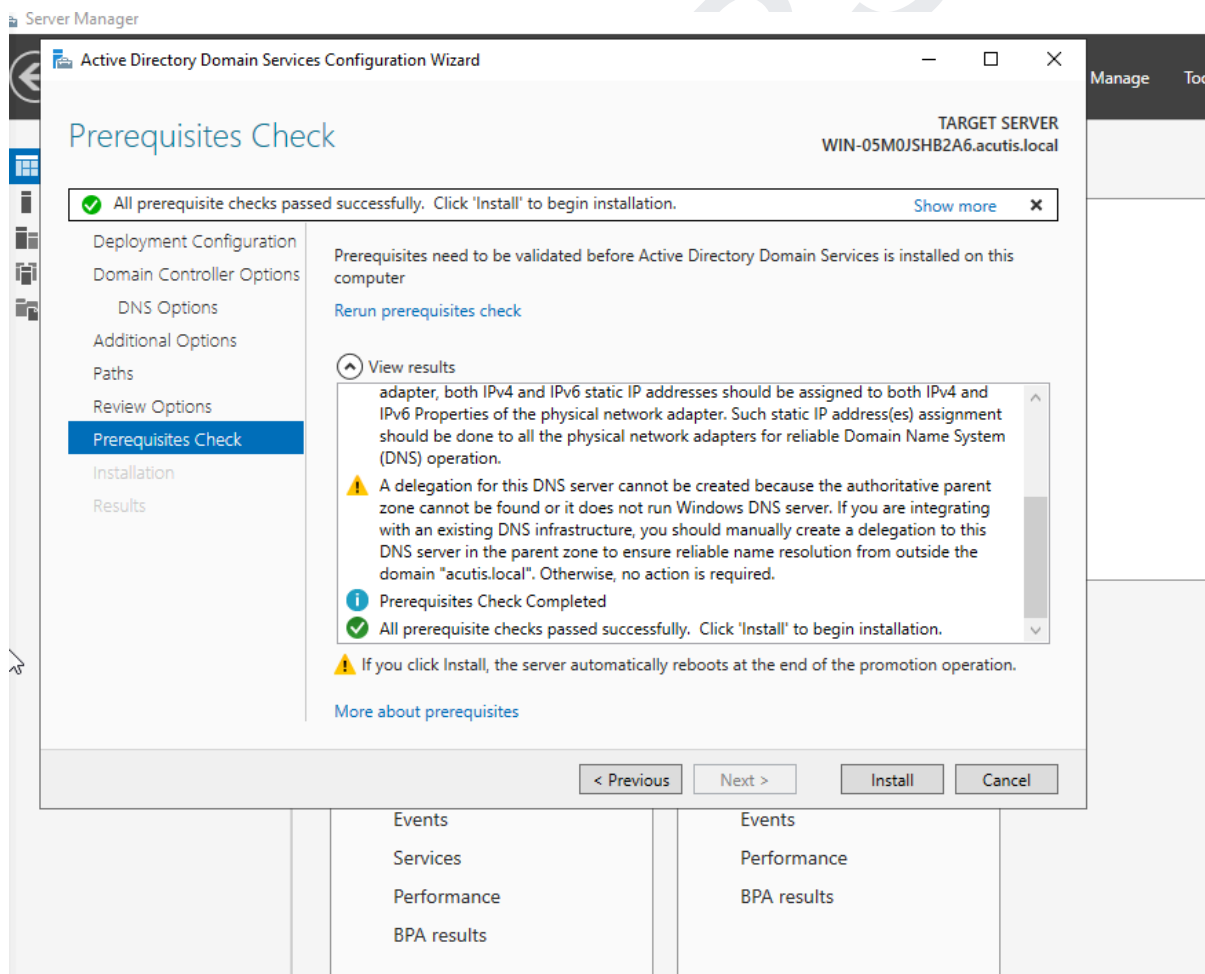 Server Manager
Active Directory Domain Services Configuration Wizard
Manage
Prerequisites Check
TARGET SERVER
WIN-05M0JSHB2A6.acutis.local
All prerequisite checks passed successfully. Click 'Install' to begin installation.
Show more
Deployment Configuration
Domain Controller Options
DNS Options
Additional Options
Paths
Review Options
Prerequisites Check
Installation
Results
Prerequisites need to be validated before Active Directory Domain Services is installed on this
computer
Rerun prerequisites check
View results
adapter, both IPv4 and IPv6 static IP addresses should be assigned to both IPv4 and
IPv6 Properties of the physical network adapter. Such static IP address(es) assignment
should be done to all the physical network adapters for reliable Domain Name System
(DNS) operation.
A delegation for this DNS server cannot be created because the authoritative parent
zone cannot be found or it does not run Windows DNS server. If you are integrating
with an existing DNS infrastructure, you should manually create a delegation to this
DNS server in the parent zone to ensure reliable name resolution from outside the
domain "acutis.local". Otherwise, no action is required.
Prerequisites Check Completed
All prerequisite checks passed successfully. Click 'Install' to begin installation.
If you click Install, the server automatically reboots at the end of the promotion operation.
More about prerequisites
< Previous
Next >
Install
Cancel
Events
Services
Performance
BPA results
Events
Performance
BPA results